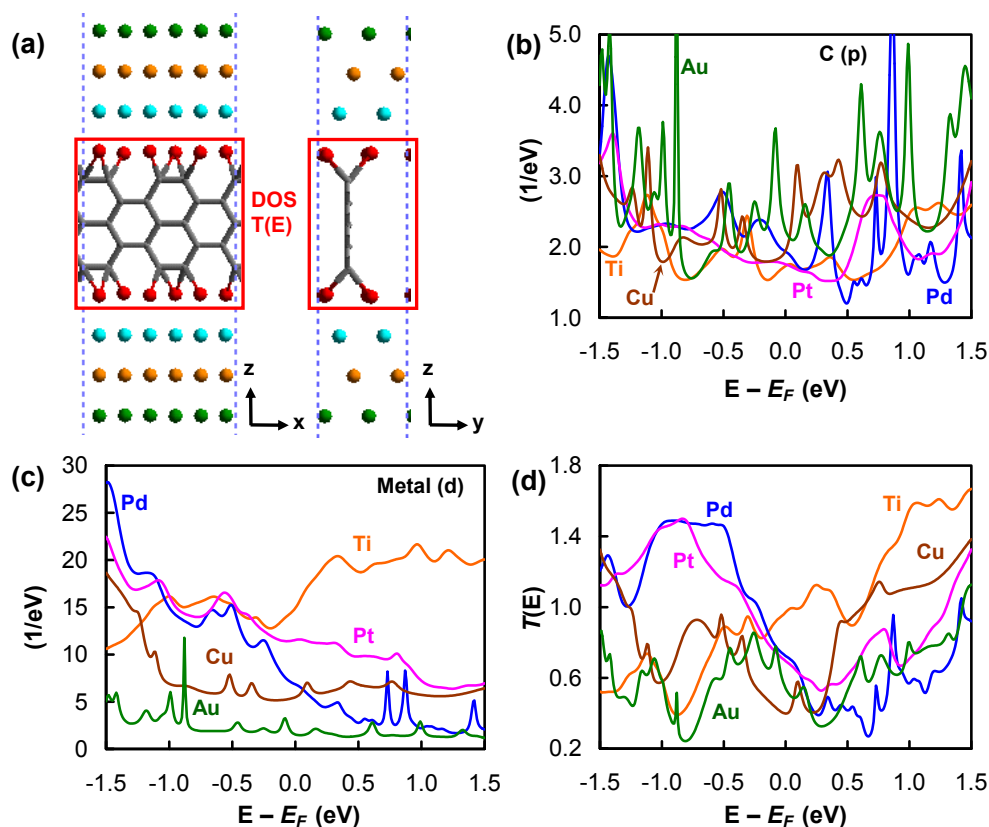 (a)
DOS
T(E)
z
x
z
y
(b)
C (p)
Au
Ti
Cu
Pt
Pd
(1/eV)
5.0
4.0
3.0
2.0
1.0
-1.5 -1.0 -0.5 0.0 0.5 1.0 1.5
E – E_F (eV)
(c)
Metal (d)
Pd
Ti
Pt
Cu
Au
(1/eV)
30
25
20
15
10
5
0
-1.5 -1.0 -0.5 0.0 0.5 1.0 1.5
E – E_F (eV)
(d)
Ti
Pd
Pt
Cu
Au
T(E)
1.8
1.4
1.0
0.6
0.2
-1.5 -1.0 -0.5 0.0 0.5 1.0 1.5
E – E_F (eV)